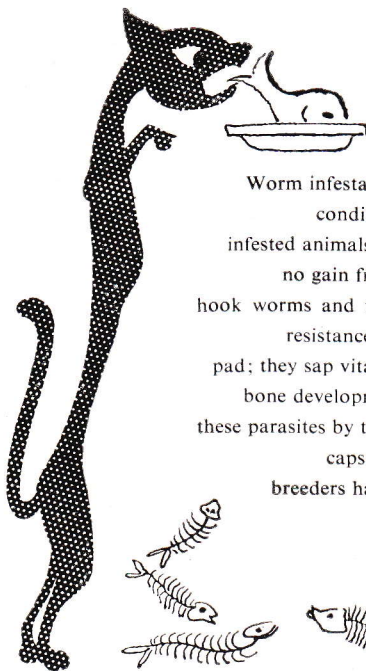 Worm infesta
condi
infested animals
no gain fr
hook worms and
resistance
pad; they sap vita
bone developr
these parasites by t
caps
breeders ha